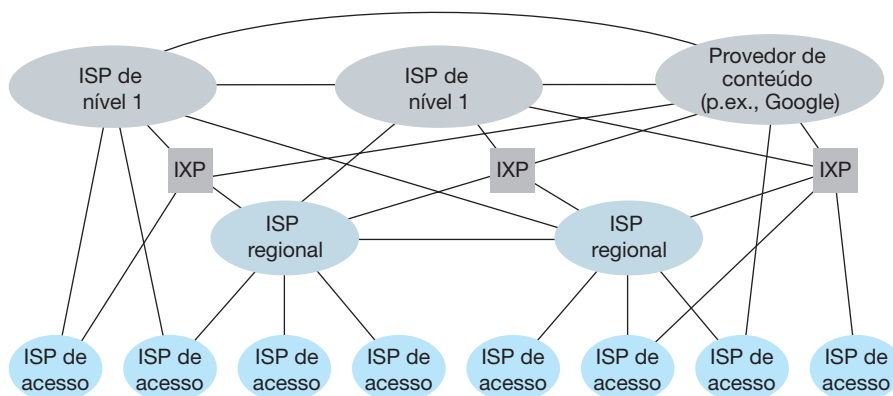 ISP de
nível 1
ISP de
nível 1
Provedor de
conteúdo
(p.ex., Google)
IXP
IXP
IXP
ISP
regional
ISP
regional
ISP de
acesso
ISP de
acesso
ISP de
acesso
ISP de
acesso
ISP de
acesso
ISP de
acesso
ISP de
acesso
ISP de
acesso